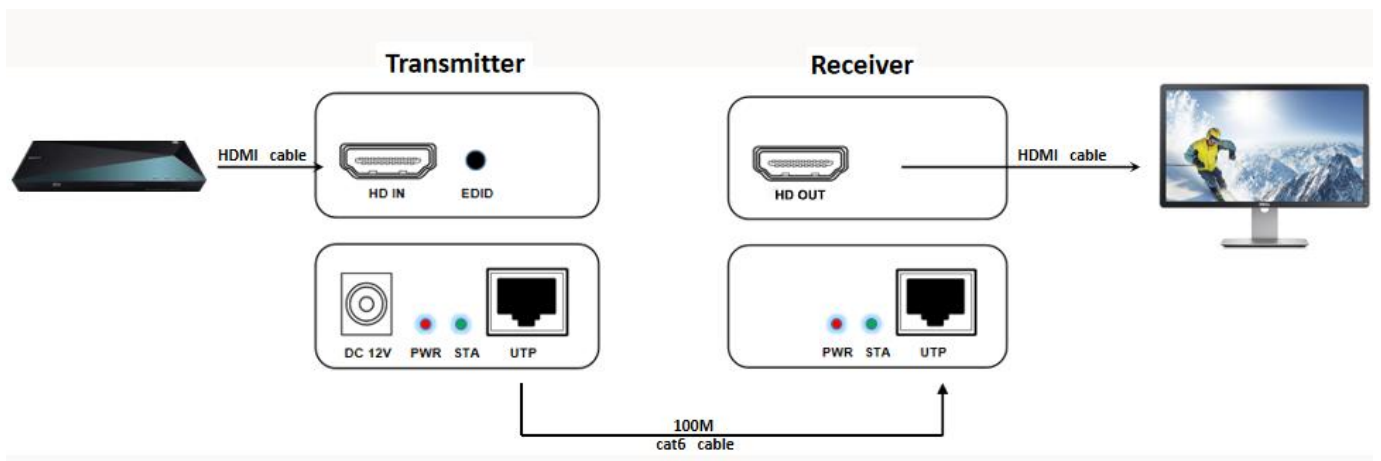 Transmitter
Receiver
HDMI cable
HD IN
EDID
HD OUT
HDMI cable
DC 12V
PWR
STA
UTP
PWR
STA
UTP
100M
cat6 cable